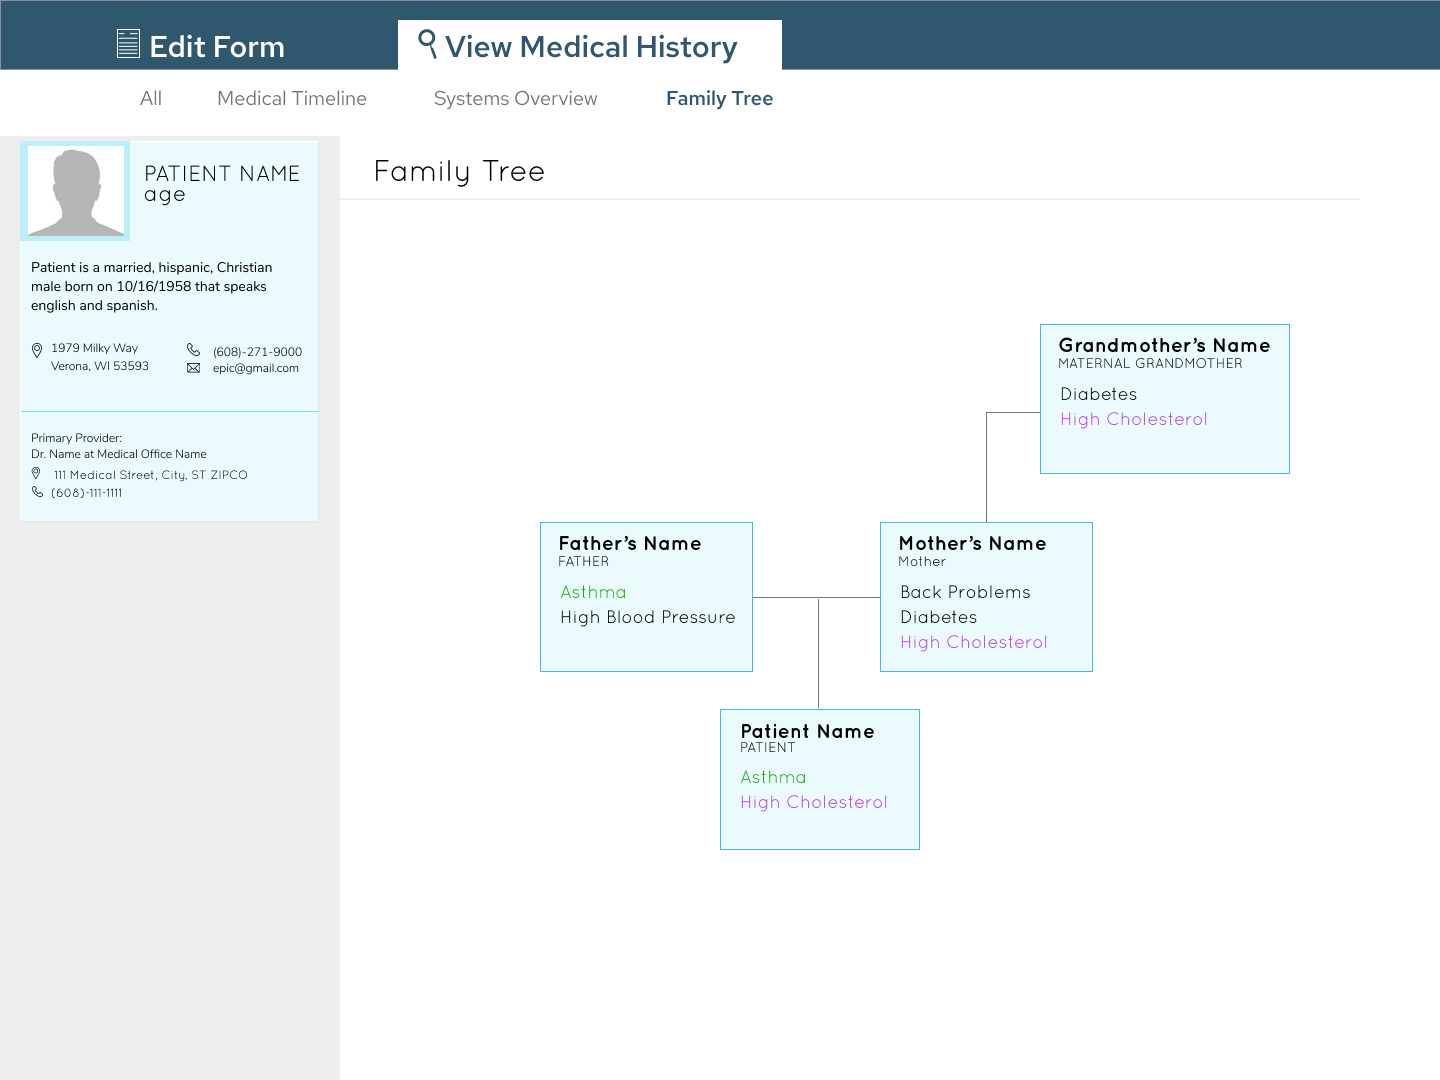 Edit Form
View Medical History
All
Medical Timeline
Systems Overview
Family Tree
PATIENT NAME
age
Patient is a married, hispanic, Christian
male born on 10/16/1958 that speaks
english and spanish.
1979 Milky Way
Verona, WI 53593
(608)-271-9000
epic@gmail.com
Primary Provider:
Dr. Name at Medical Office Name
111 Medical Street, City, ST ZIPCO
(608)-111-1111
Family Tree
Grandmother’s Name
MATERNAL GRANDMOTHER
Diabetes
High Cholesterol
Father’s Name
FATHER
Asthma
High Blood Pressure
Mother’s Name
Mother
Back Problems
Diabetes
High Cholesterol
Patient Name
PATIENT
Asthma
High Cholesterol